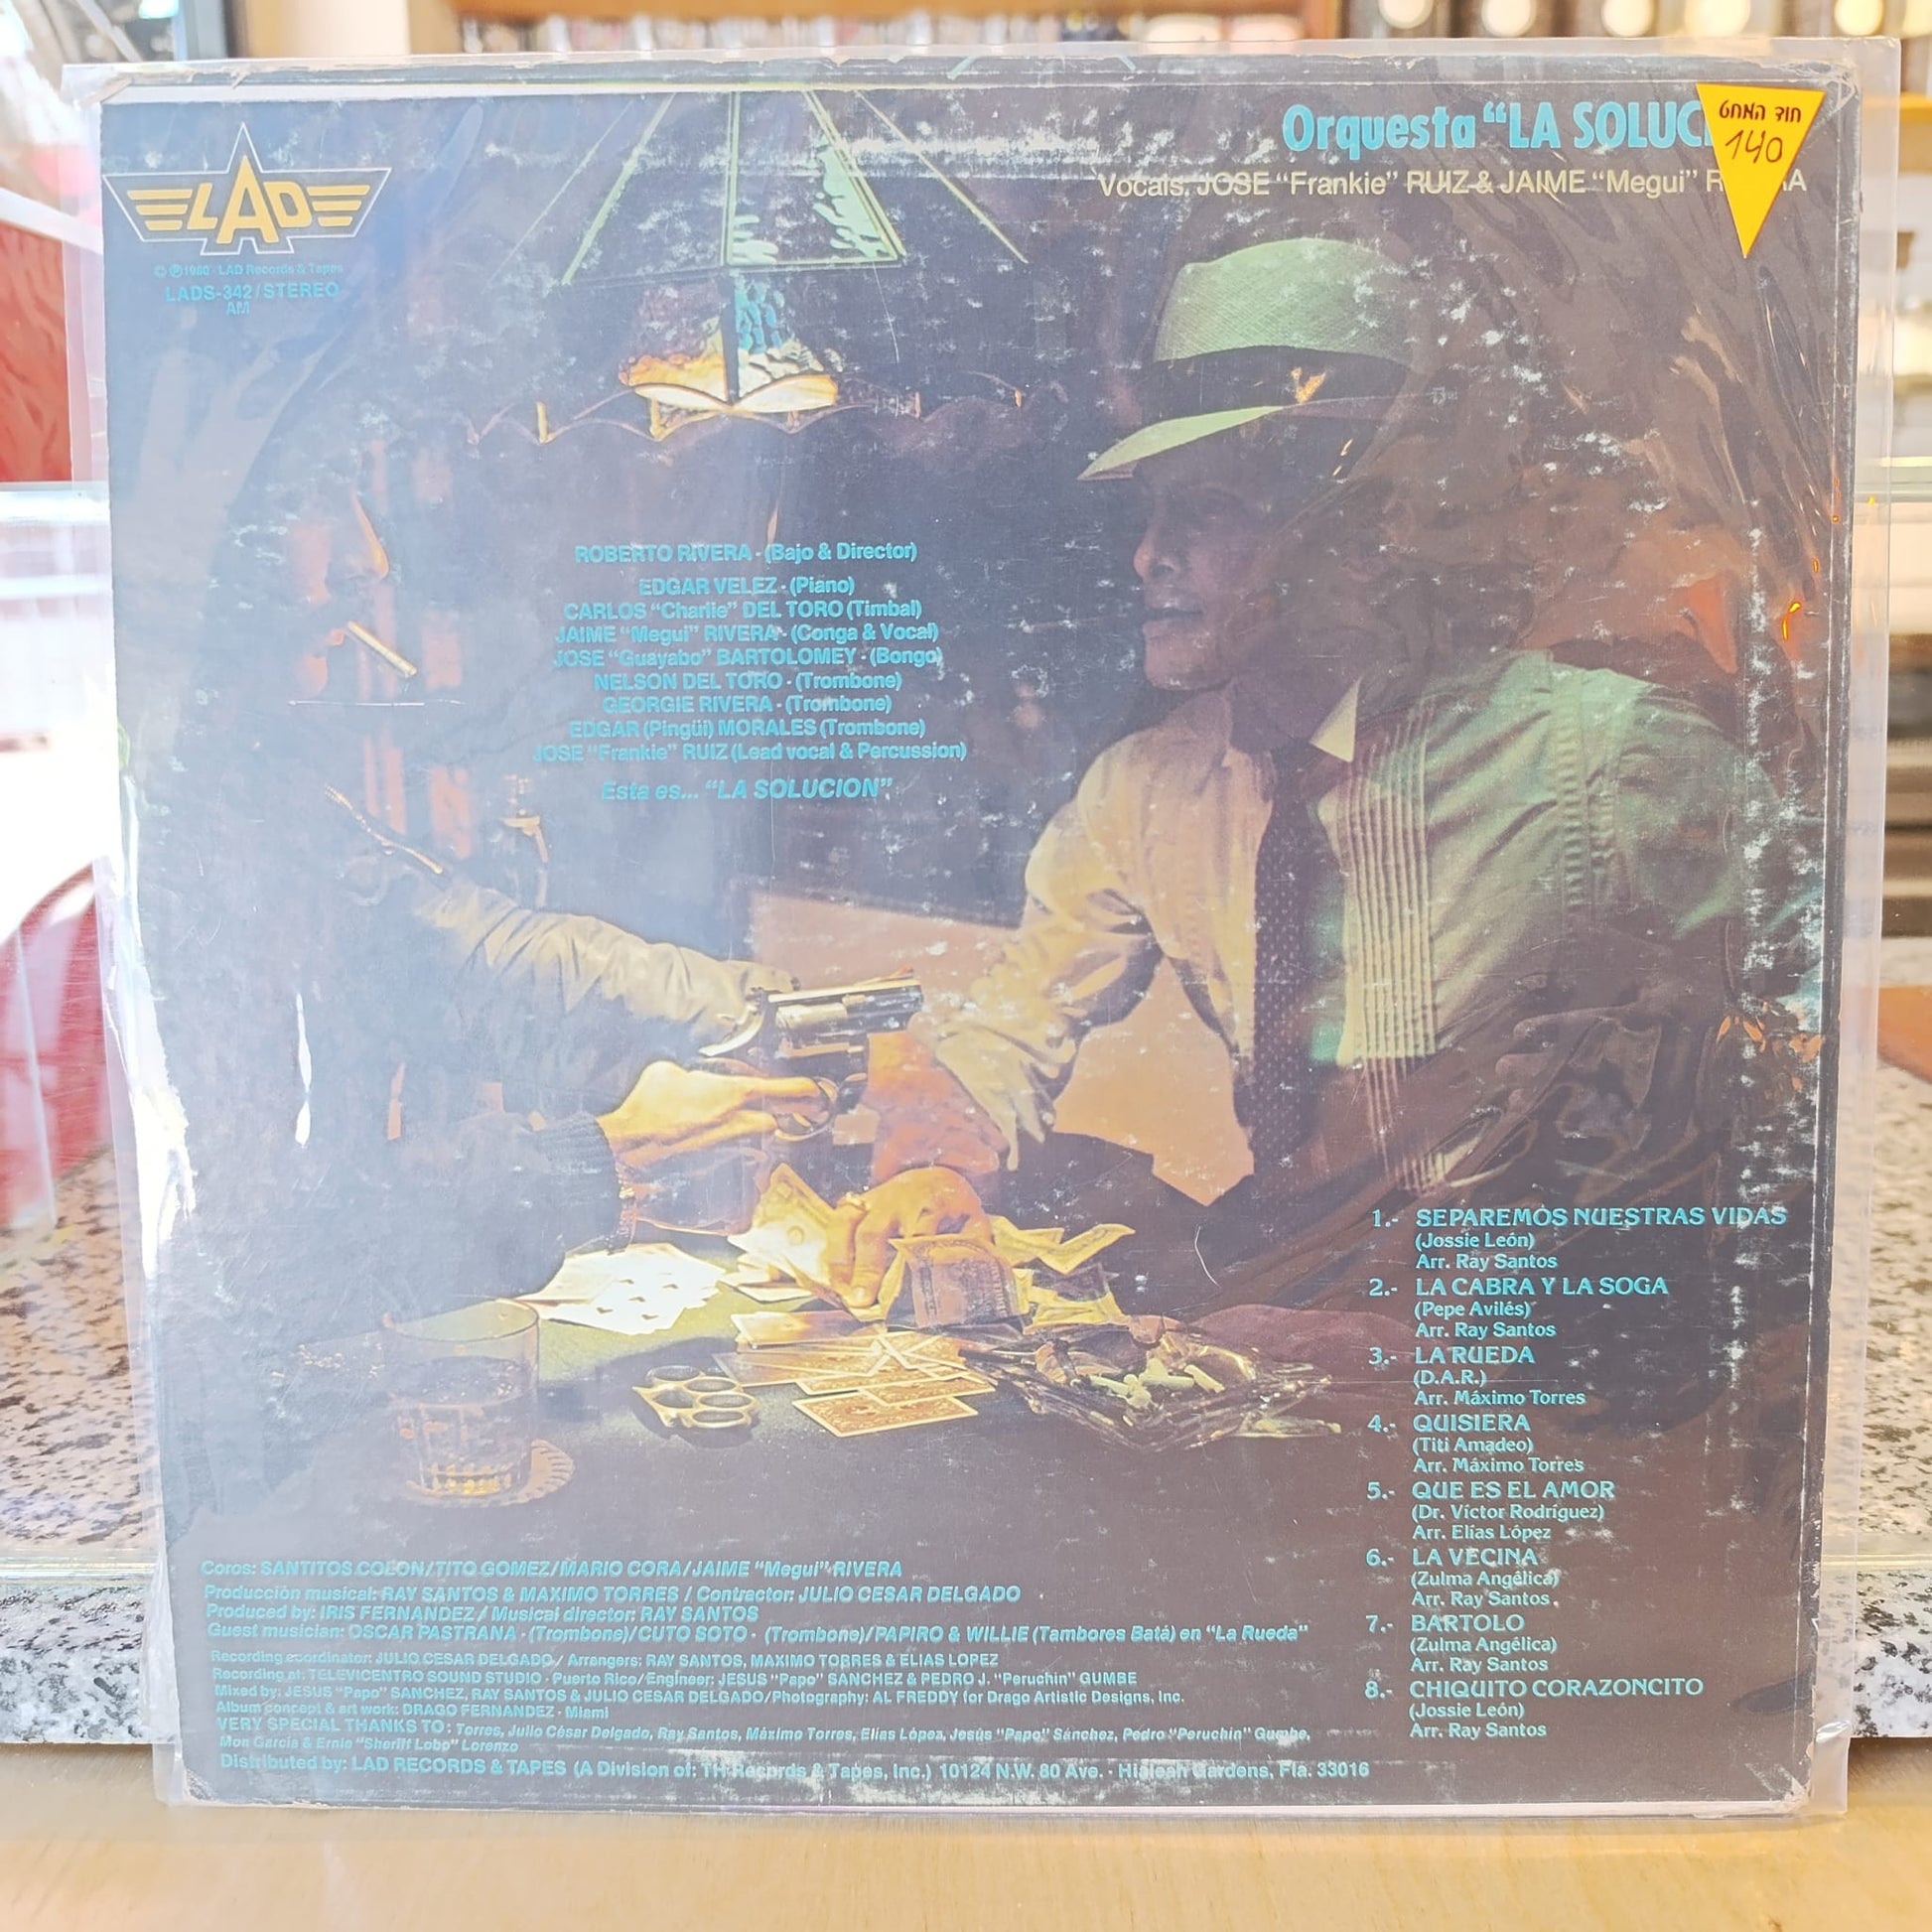 LAD
© ℗ 1980 · LAD Records & Tapes
LADS-342/STEREO
AM
Orquesta “LA SOLUC
Vocals: JOSE “Frankie” RUIZ & JAIME “Megui” R RA
חוד המחט
140
ROBERTO RIVERA - (Bajo & Director)
EDGAR VELEZ - (Piano)
CARLOS “Charlie” DEL TORO (Timbal)
JAIME “Megui” RIVERA - (Conga & Vocal)
JOSE “Guayabo” BARTOLOMEY - (Bongo)
NELSON DEL TORO - (Trombone)
GEORGIE RIVERA - (Trombone)
EDGAR (Pingüi) MORALES (Trombone)
JOSE “Frankie” RUIZ (Lead vocal & Percussion)
Esta es... “LA SOLUCION”
1.- SEPAREMOS NUESTRAS VIDAS
(Jossie León)
Arr. Ray Santos
2.- LA CABRA Y LA SOGA
(Pepe Avilés)
Arr. Ray Santos
3.- LA RUEDA
(D.A.R.)
Arr. Máximo Torres
4.- QUISIERA
(Titi Amadeo)
Arr. Máximo Torres
5.- QUE ES EL AMOR
(Dr. Víctor Rodríguez)
Arr. Elías López
6.- LA VECINA
(Zulma Angélica)
Arr. Ray Santos
7.- BARTOLO
(Zulma Angélica)
Arr. Ray Santos
8.- CHIQUITO CORAZONCITO
(Jossie León)
Arr. Ray Santos
Coros: SANTITOS COLON/TITO GOMEZ/MARIO CORA/JAIME “Megui” RIVERA
Producción musical: RAY SANTOS & MAXIMO TORRES / Contractor: JULIO CESAR DELGADO
Produced by: IRIS FERNANDEZ / Musical director: RAY SANTOS
Guest musician: OSCAR PASTRANA - (Trombone)/CUTO SOTO - (Trombone)/PAPIRO & WILLIE (Tambores Batá) en “La Rueda”
Recording coordinator: JULIO CESAR DELGADO / Arrangers: RAY SANTOS, MAXIMO TORRES & ELIAS LOPEZ
Recording at: TELEVICENTRO SOUND STUDIO - Puerto Rico/Engineer: JESUS “Papo” SANCHEZ & PEDRO J. “Peruchin” GUMBE
Mixed by: JESUS “Papo” SANCHEZ, RAY SANTOS & JULIO CESAR DELGADO/Photography: AL FREDDY for Drago Artistic Designs, Inc.
Album concept & art work: DRAGO FERNANDEZ - Miami
VERY SPECIAL THANKS TO: Torres, Julio César Delgado, Ray Santos, Máximo Torres, Elías López, Jesús “Papo” Sánchez, Pedro “Peruchin” Gumbe,
Mon García & Ernie “Sheriff Lobo” Lorenzo
Distributed by: LAD RECORDS & TAPES (A Division of: TH Records & Tapes, Inc.) 10124 N.W. 80 Ave. - Hialeah Gardens, Fla. 33016